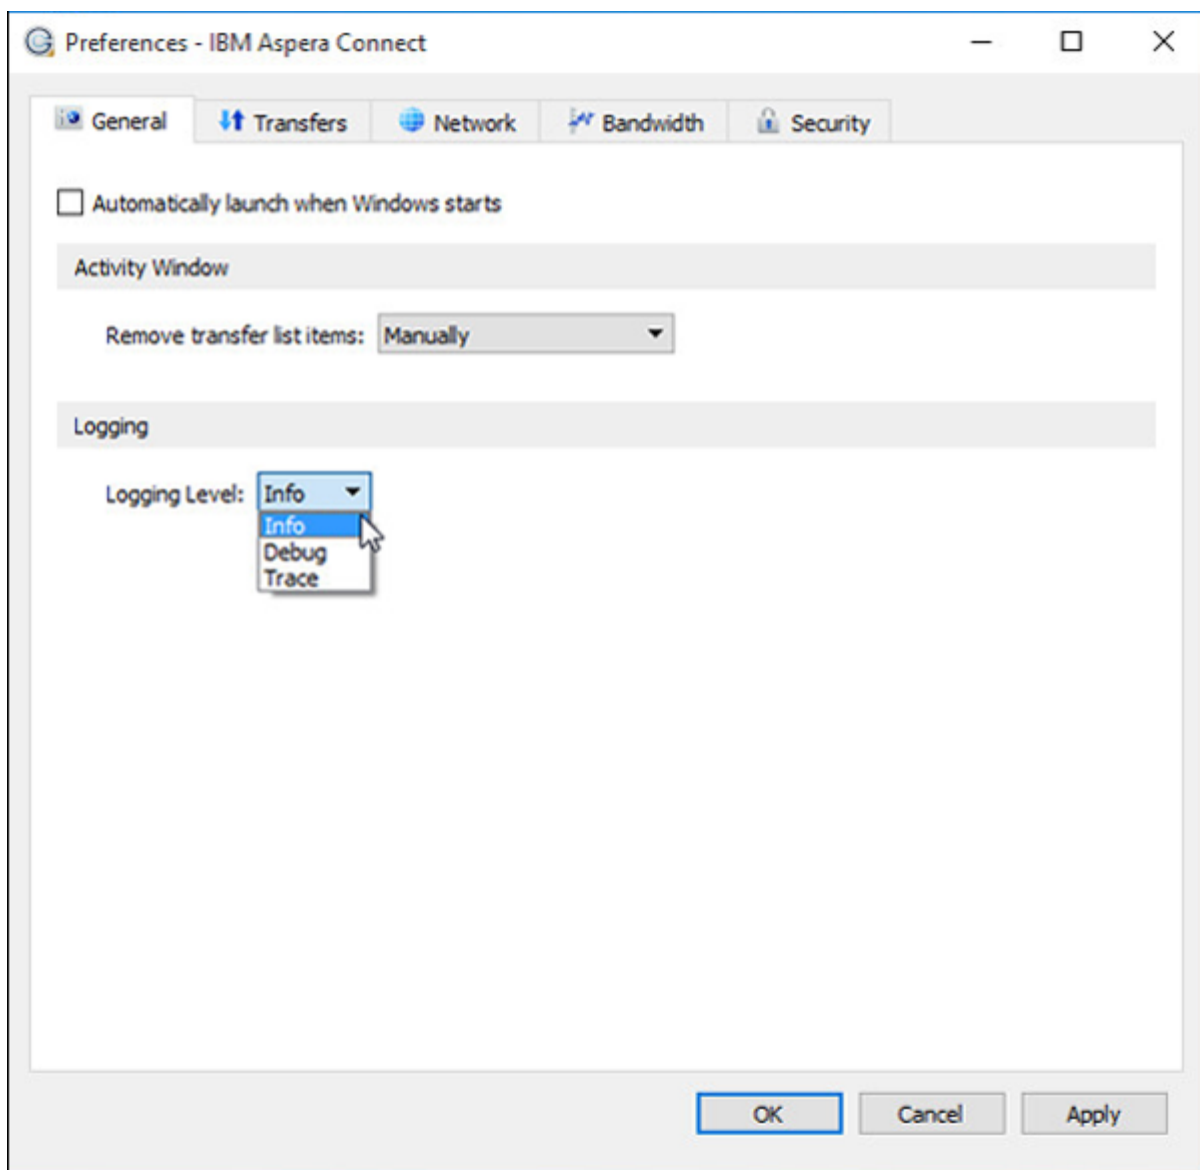 Preferences - IBM Aspera Connect
General Transfers Network Bandwidth Security
Automatically launch when Windows starts
Activity Window
Remove transfer list items: Manually
Logging
Logging Level: Info
Info
Debug
Trace
OK Cancel Apply